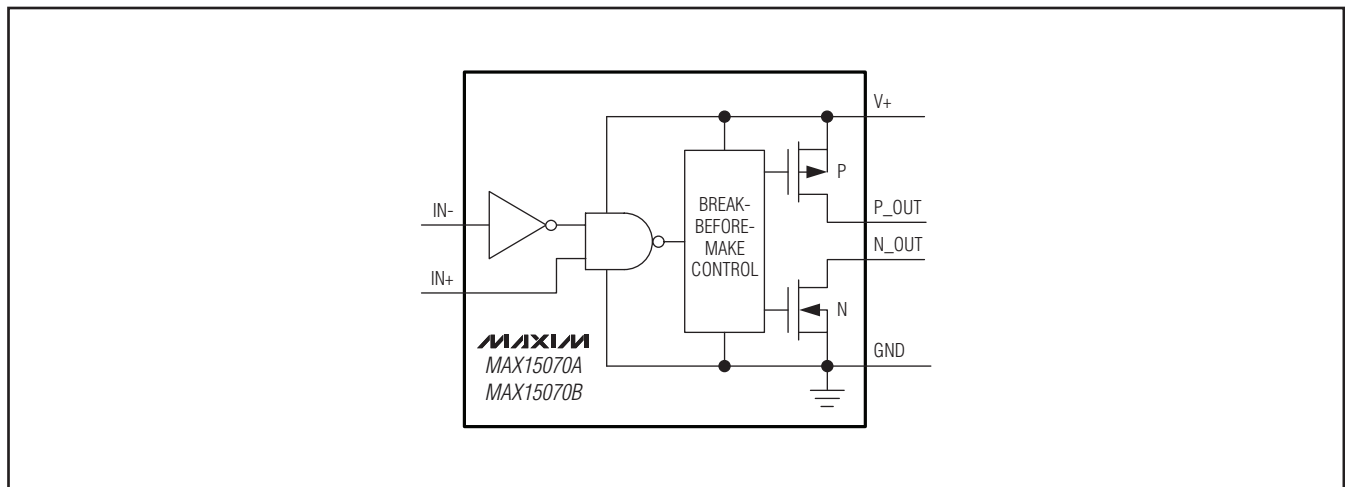 V+
P
IN-
BREAK-
BEFORE-
MAKE
CONTROL
P_OUT
N_OUT
IN+
N
MAXIM
MAX15070A
MAX15070B
GND